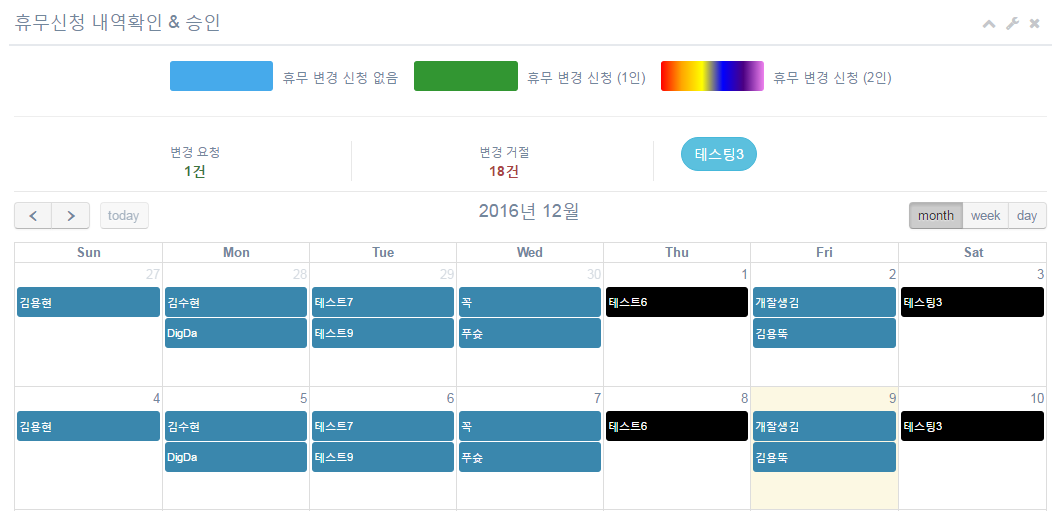 휴무신청 내역확인 & 승인
휴무 변경 신청 없음 휴무 변경 신청 (1인) 휴무 변경 신청 (2인)
변경 요청 변경 거절 테스팅3
1건 18건
today 2016년 12월 month week day
Sun Mon Tue Wed Thu Fri Sat
27 28 29 30 1 2 3
김용현 김수현 테스트7 꼭 테스트6 개잘생김 테스팅3
DigDa 테스트9 푸슛 김용뚝
4 5 6 7 8 9 10
김용현 김수현 테스트7 꼭 테스트6 개잘생김 테스팅3
DigDa 테스트9 푸슛 김용뚝